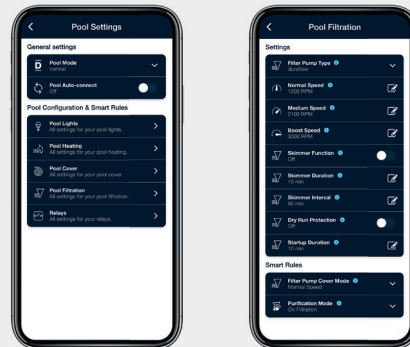 Pool Settings
General settings
Pool Mode
normal
Pool Auto-connect
Off
Pool Configuration & Smart Rules
Pool Lights
All settings for your pool lights.
Pool Heating
All settings for your pool heating.
Pool Cover
All settings for your pool cover.
Pool Filtration
All settings for your pool filtration.
Relays
All settings for your relays.
Pool Filtration
Settings
Filter Pump Type
duraflow
Normal Speed
1200 RPM
Medium Speed
2100 RPM
Boost Speed
3000 RPM
Skimmer Function
Off
Skimmer Duration
10 min
Skimmer Interval
60 min
Dry Run Protection
Off
Startup Duration
10 min
Smart Rules
Filter Pump Cover Mode
Normal Speed
Purification Mode
On Filtration